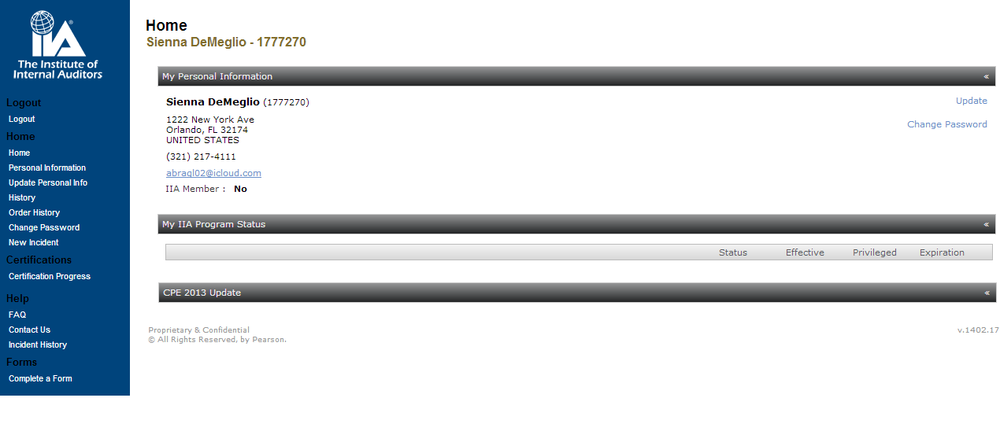 IIA®
The Institute of
Internal Auditors
Logout
Logout
Home
Home
Personal Information
Update Personal Info
History
Order History
Change Password
New Incident
Certifications
Certification Progress
Help
FAQ
Contact Us
Incident History
Forms
Complete a Form
Home
Sienna DeMeglio - 1777270
My Personal Information «
Sienna DeMeglio (1777270) Update
1222 New York Ave
Orlando, FL 32174 Change Password
UNITED STATES
(321) 217-4111
abraql02@icloud.com
IIA Member : No
My IIA Program Status «
Status Effective Privileged Expiration
CPE 2013 Update «
Proprietary & Confidential v.1402.17
© All Rights Reserved, by Pearson.